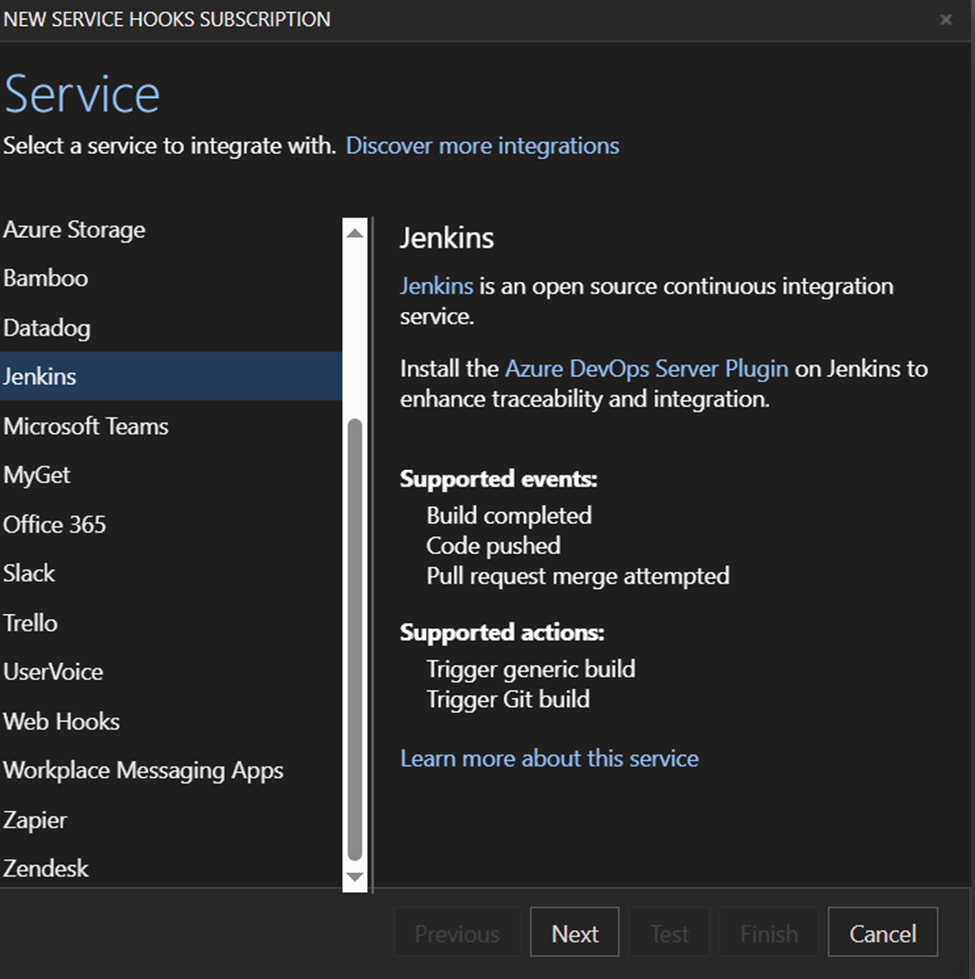 NEW SERVICE HOOKS SUBSCRIPTION
Service
Select a service to integrate with. Discover more integrations
Azure Storage
Bamboo
Datadog
Jenkins
Microsoft Teams
MyGet
Office 365
Slack
Trello
UserVoice
Web Hooks
Workplace Messaging Apps
Zapier
Zendesk
Jenkins
Jenkins is an open source continuous integration
service.
Install the Azure DevOps Server Plugin on Jenkins to
enhance traceability and integration.
Supported events:
Build completed
Code pushed
Pull request merge attempted
Supported actions:
Trigger generic build
Trigger Git build
Learn more about this service
Previous Next Test Finish Cancel